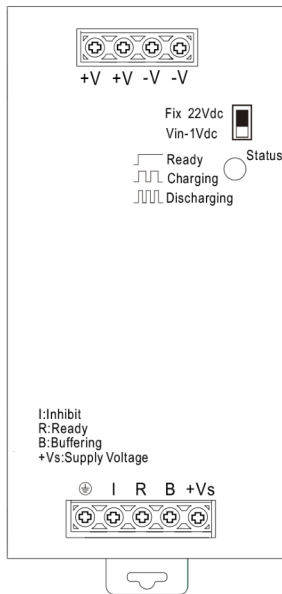 +V +V -V -V
Fix 22Vdc
Vin-1Vdc
Status
Ready
Charging
Discharging
I:Inhibit
R:Ready
B:Buffering
+Vs:Supply Voltage
I R B +Vs